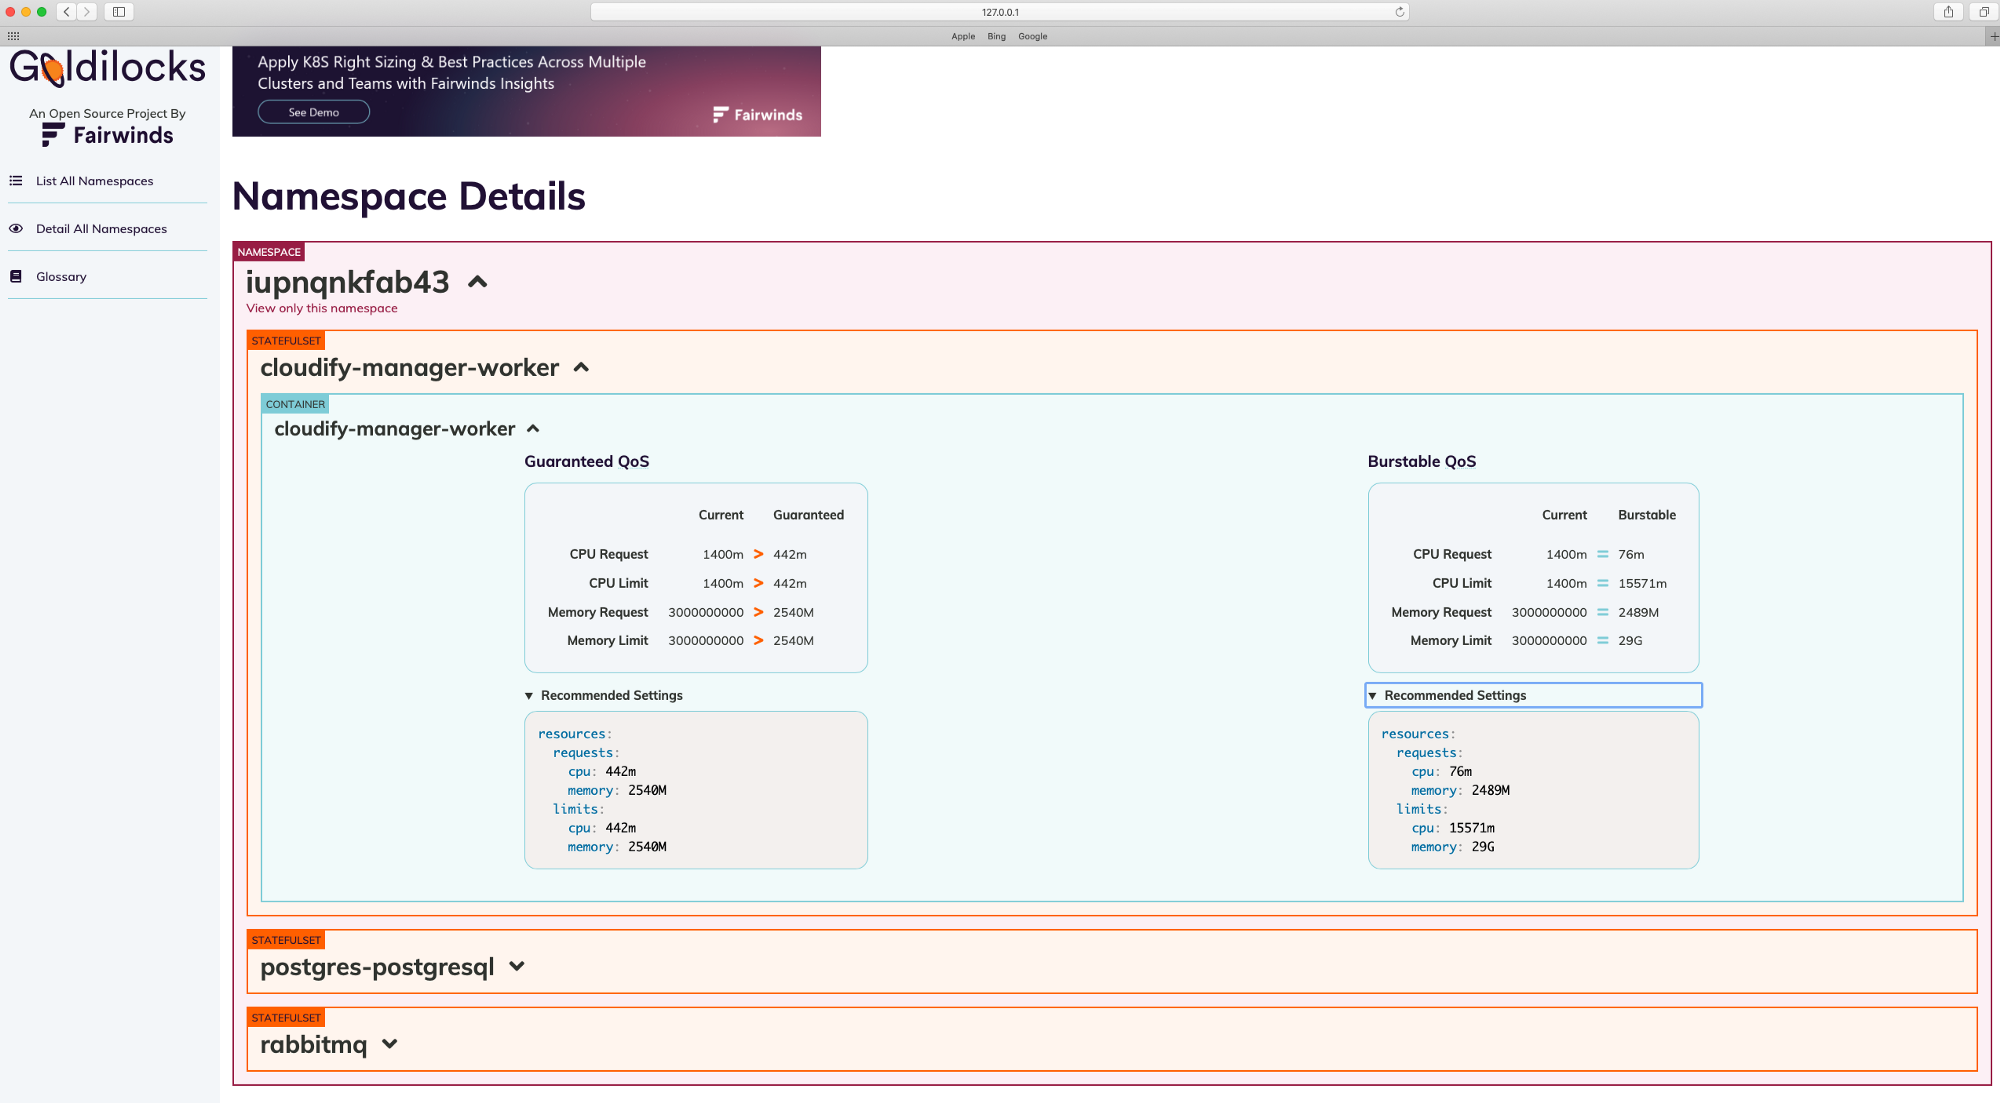 127.0.0.1
Apple Bing Google
Goldilocks
An Open Source Project By
Fairwinds
List All Namespaces
Detail All Namespaces
Glossary
Apply K8S Right Sizing & Best Practices Across Multiple
Clusters and Teams with Fairwinds Insights
See Demo
Fairwinds
Namespace Details
NAMESPACE
iupnqnkfab43
View only this namespace
STATEFULSET
cloudify-manager-worker
CONTAINER
cloudify-manager-worker
Guaranteed QoS
Current Guaranteed
CPU Request 1400m > 442m
CPU Limit 1400m > 442m
Memory Request 3000000000 > 2540M
Memory Limit 3000000000 > 2540M
Recommended Settings
resources:
requests:
cpu: 442m
memory: 2540M
limits:
cpu: 442m
memory: 2540M
Burstable QoS
Current Burstable
CPU Request 1400m = 76m
CPU Limit 1400m = 15571m
Memory Request 3000000000 = 2489M
Memory Limit 3000000000 = 29G
Recommended Settings
resources:
requests:
cpu: 76m
memory: 2489M
limits:
cpu: 15571m
memory: 29G
STATEFULSET
postgres-postgresql
STATEFULSET
rabbitmq